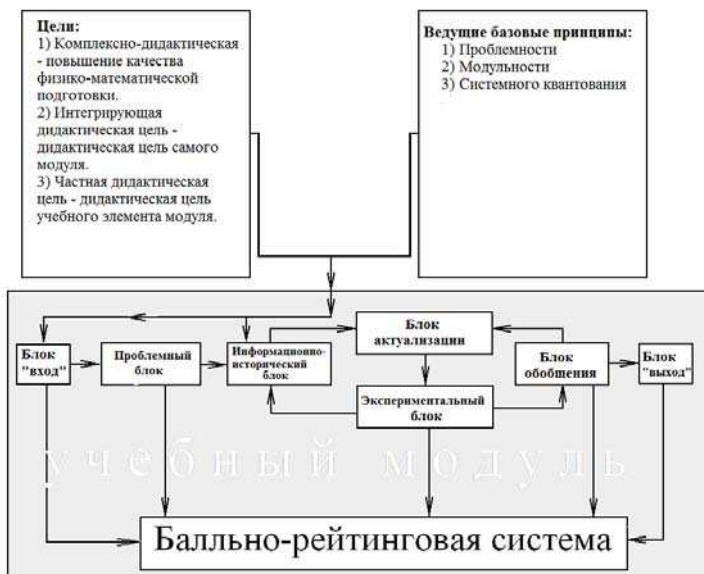 Цели:
1) Комплексно-дидактическая
- повышение качества
физико-математической
подготовки.
2) Интегрирующая
дидактическая цель -
дидактическая цель самого
модуля.
3) Частная дидактическая
цель - дидактическая цель
учебного элемента модуля.
Ведущие базовые принципы:
1) Проблемности
2) Модульности
3) Системного квантования
Блок
"вход"
Проблемный
блок
Информационно-
исторический
блок
Блок
актуализации
Экспериментальный
блок
Блок
обобщения
Блок
"выход"
учебный модуль
Балльно-рейтинговая система